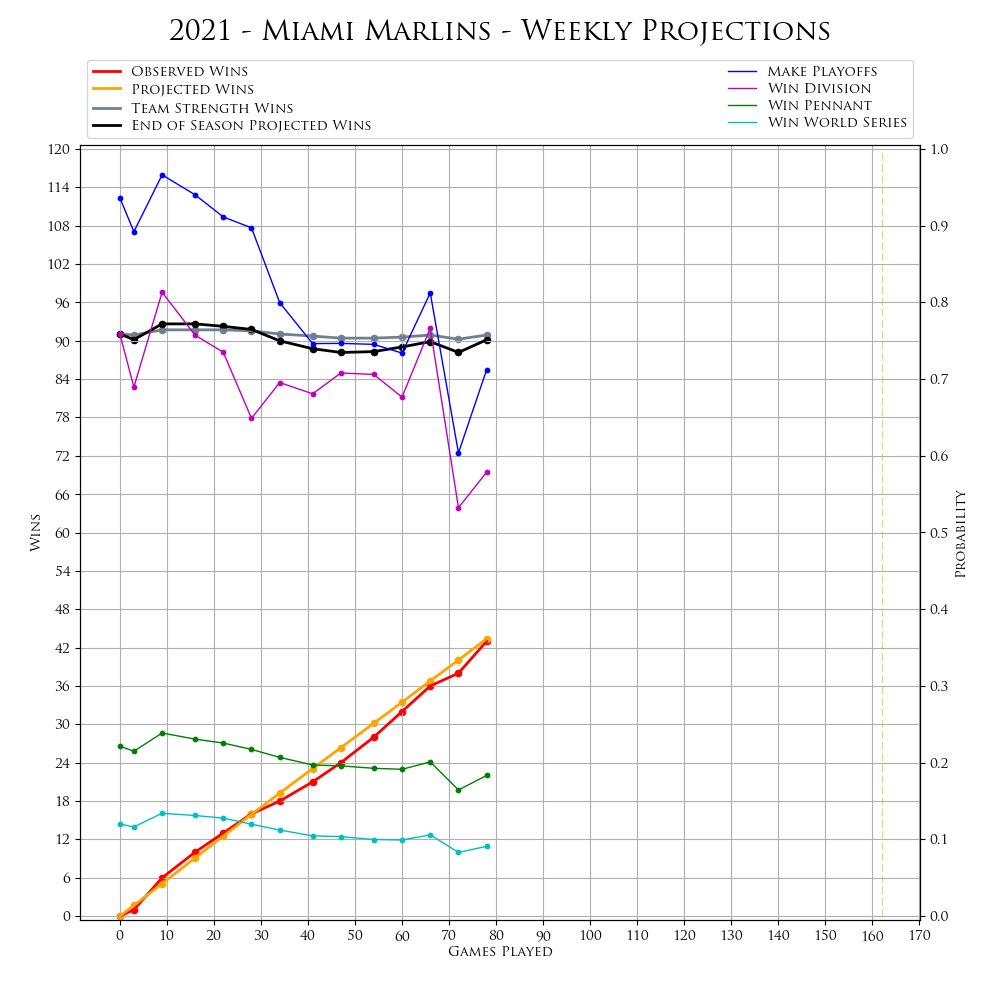 2021 - Miami Marlins - Weekly Projections
Observed Wins
Projected Wins
Team Strength Wins
End of Season Projected Wins
Make Playoffs
Win Division
Win Pennant
Win World Series
120
114
108
102
96
90
84
78
72
66
60
54
48
42
36
30
24
18
12
6
0
Wins
1.0
0.9
0.8
0.7
0.6
0.5
0.4
0.3
0.2
0.1
0.0
Probability
0 10 20 30 40 50 60 70 80 90 100 110 120 130 140 150 160 170
Games Played